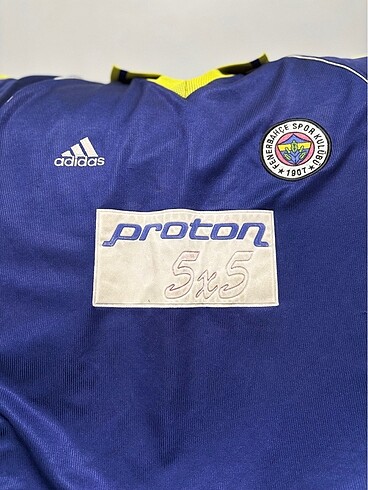 adidas
FENERBAHÇE SPOR KULÜBÜ
★ 1907 ★
proton
5x5